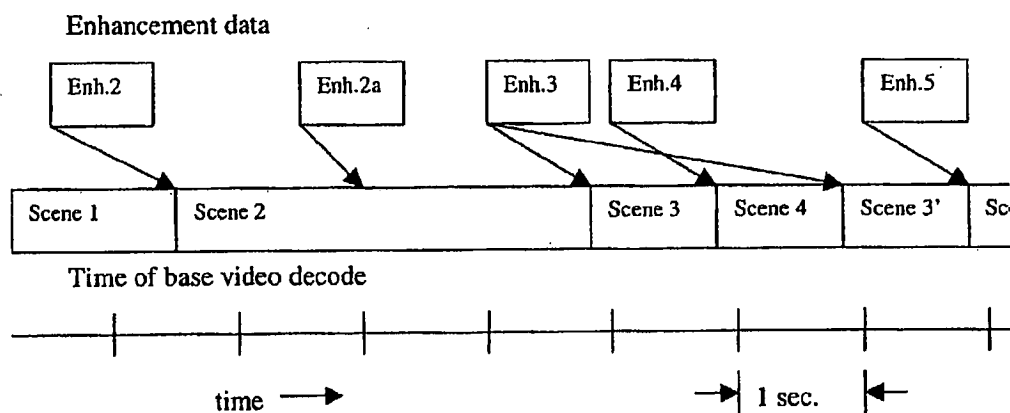 Enhancement data
Enh.2
Enh.2a
Enh.3
Enh.4
Enh.5
Scene 1
Scene 2
Scene 3
Scene 4
Scene 3'
Sc
Time of base video decode
time
1 sec.